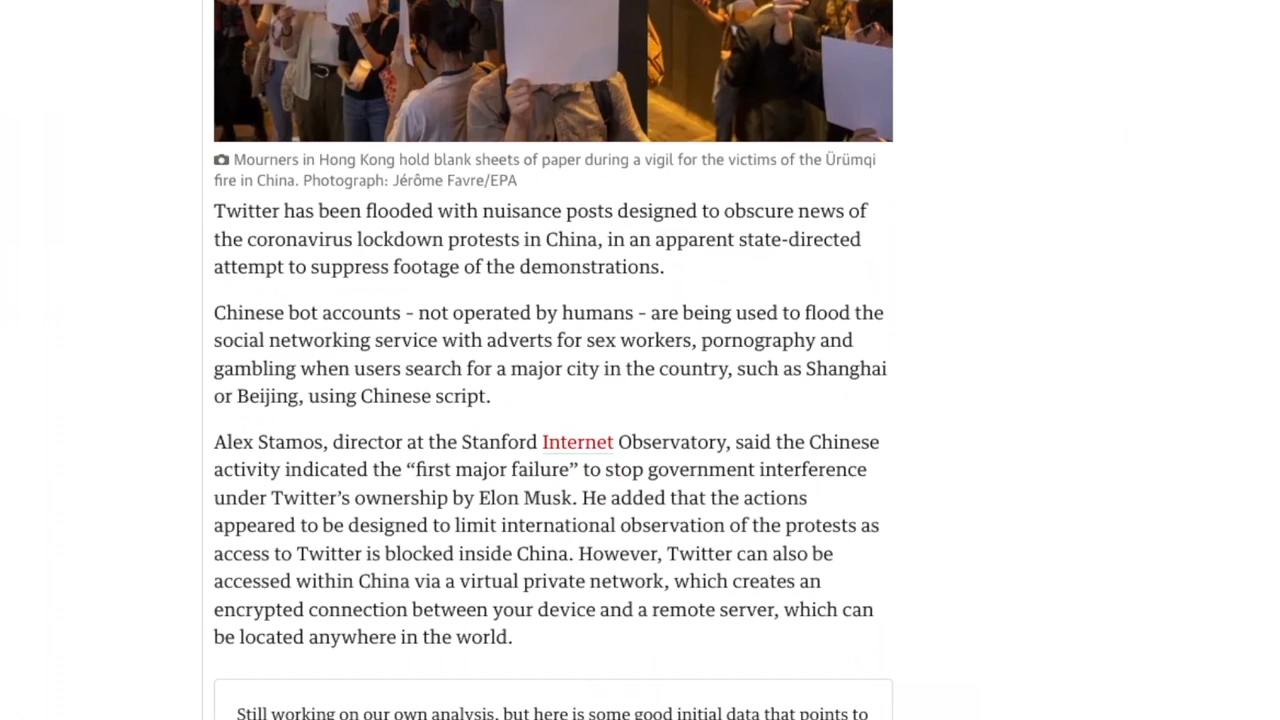 Mourners in Hong Kong hold blank sheets of paper during a vigil for the victims of the Ürümqi
fire in China. Photograph: Jérôme Favre/EPA
Twitter has been flooded with nuisance posts designed to obscure news of
the coronavirus lockdown protests in China, in an apparent state-directed
attempt to suppress footage of the demonstrations.
Chinese bot accounts – not operated by humans – are being used to flood the
social networking service with adverts for sex workers, pornography and
gambling when users search for a major city in the country, such as Shanghai
or Beijing, using Chinese script.
Alex Stamos, director at the Stanford Internet Observatory, said the Chinese
activity indicated the “first major failure” to stop government interference
under Twitter’s ownership by Elon Musk. He added that the actions
appeared to be designed to limit international observation of the protests as
access to Twitter is blocked inside China. However, Twitter can also be
accessed within China via a virtual private network, which creates an
encrypted connection between your device and a remote server, which can
be located anywhere in the world.
Still working on our own analysis, but here is some good initial data that points to